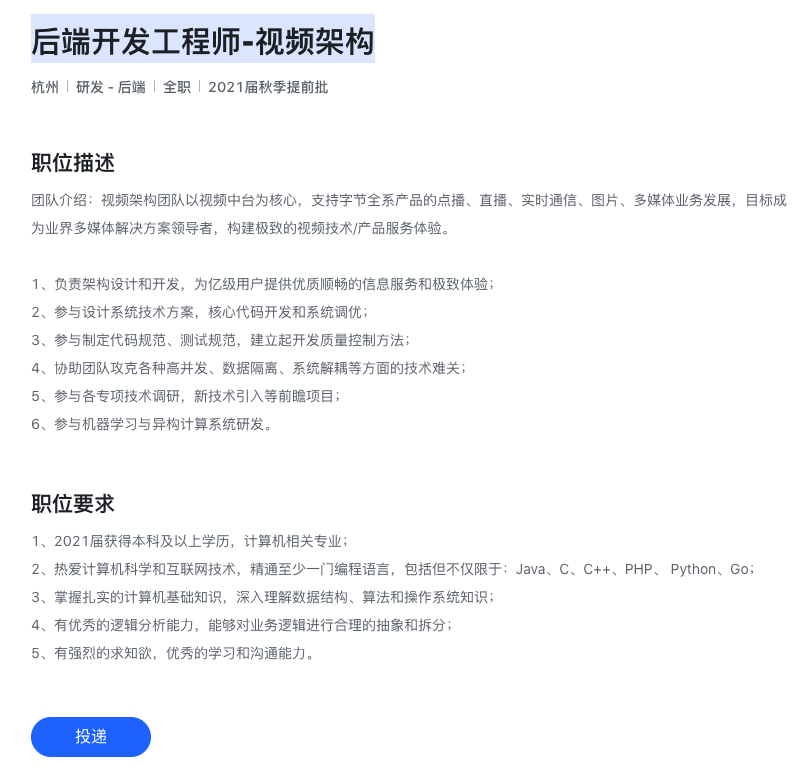 后端开发工程师-视频架构
杭州 | 研发 - 后端 | 全职 | 2021届秋季提前批
职位描述
团队介绍：视频架构团队以视频中台为核心，支持字节全系产品的点播、直播、实时通信、图片、多媒体业务发展，目标成
为业界多媒体解决方案领导者，构建极致的视频技术/产品服务体验。
1、负责架构设计和开发，为亿级用户提供优质顺畅的信息服务和极致体验；
2、参与设计系统技术方案，核心代码开发和系统调优；
3、参与制定代码规范、测试规范，建立起开发质量控制方法；
4、协助团队攻克各种高并发、数据隔离、系统解耦等方面的技术难关；
5、参与各专项技术调研，新技术引入等前瞻项目；
6、参与机器学习与异构计算系统研发。
职位要求
1、2021届获得本科及以上学历，计算机相关专业；
2、热爱计算机科学和互联网技术，精通至少一门编程语言，包括但不仅限于：Java、C、C++、PHP、 Python、Go；
3、掌握扎实的计算机基础知识，深入理解数据结构、算法和操作系统知识；
4、有优秀的逻辑分析能力，能够对业务逻辑进行合理的抽象和拆分；
5、有强烈的求知欲，优秀的学习和沟通能力。
投递